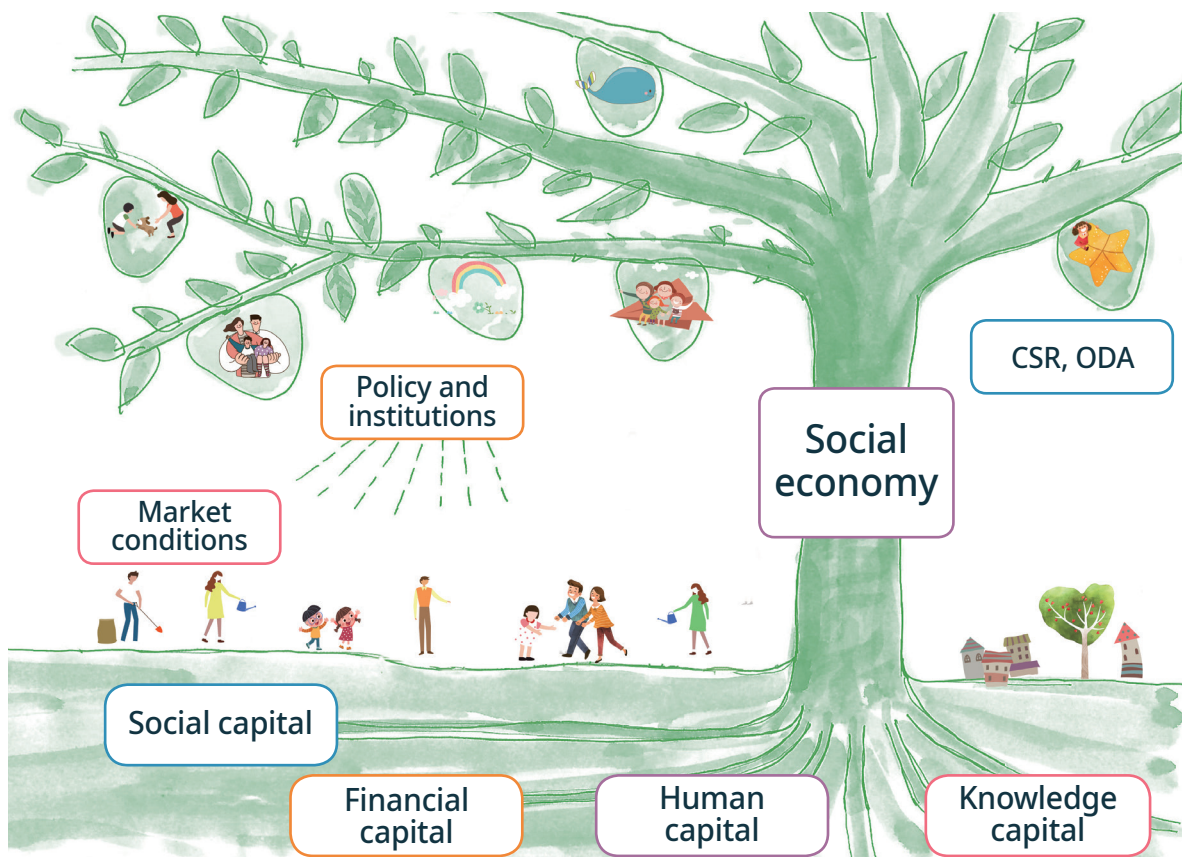 CSR, ODA
Policy and
institutions
Social
economy
Market
conditions
Social capital
Financial
capital
Human
capital
Knowledge
capital